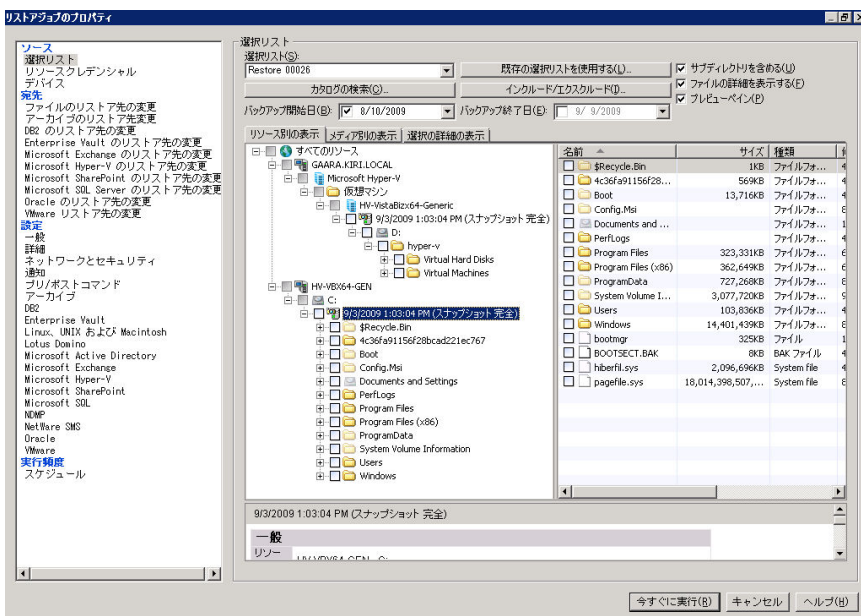 リストアジョブのプロパティ
ソース
選択リスト
リソースクレデンシャル
デバイス
宛先
ファイルのリストア先の変更
アーカイブのリストア先の変更
DB2 のリストア先の変更
Enterprise Vault のリストア先の変更
Microsoft Exchange のリストア先の変更
Microsoft Hyper-V のリストア先の変更
Microsoft SharePoint のリストア先の変更
Microsoft SQL Server のリストア先の変更
Oracle のリストア先の変更
VMware リストア先の変更
設定
一般
詳細
ネットワークとセキュリティ
通知
プリ/ポストコマンド
アーカイブ
DB2
Enterprise Vault
Linux、UNIX および Macintosh
Lotus Domino
Microsoft Active Directory
Microsoft Exchange
Microsoft Hyper-V
Microsoft SharePoint
Microsoft SQL
NDMP
NetWare SMS
Oracle
VMware
実行頻度
スケジュール
選択リスト
選択リスト(S):
Restore 00026
既存の選択リストを使用する(L)...
サブディレクトリを含める(U)
カタログの検索(C)...
インクルード/エクスクルード(I)...
ファイルの詳細を表示する(F)
プレビューペイン(P)
バックアップ開始日(B): 8/10/2009
バックアップ終了日(E): 9/ 9/2009
リソース別の表示
メディア別の表示
選択の詳細の表示
すべてのリソース
GAARA.KIRI.LOCAL
Microsoft Hyper-V
仮想マシン
HV-VistaBizx64-Generic
9/3/2009 1:03:04 PM (スナップショット 完全)
D:
hyper-v
Virtual Hard Disks
Virtual Machines
HV-VBX64-GEN
C:
9/3/2009 1:03:04 PM (スナップショット 完全)
$Recycle.Bin
4c36fa91156f28bcad221ec767
Boot
Config.Msi
Documents and Settings
PerfLogs
Program Files
Program Files (x86)
ProgramData
System Volume Information
Users
Windows
名前 サイズ 種類
$Recycle.Bin 1KB ファイルフォ...
4c36fa91156f28... 569KB ファイルフォ...
Boot 13,716KB ファイルフォ...
Config.Msi ファイルフォ...
Documents and ... ファイルフォ...
PerfLogs ファイルフォ...
Program Files 323,331KB ファイルフォ...
Program Files (x86) 362,649KB ファイルフォ...
ProgramData 727,268KB ファイルフォ...
System Volume I... 3,077,720KB ファイルフォ...
Users 103,836KB ファイルフォ...
Windows 14,401,439KB ファイルフォ...
bootmgr 325KB ファイル
BOOTSECT.BAK 8KB BAK ファイル
hiberfil.sys 2,096,696KB System file
pagefile.sys 18,014,398,507,... System file
9/3/2009 1:03:04 PM (スナップショット 完全)
一般
リソー
今すぐに実行(R)
キャンセル
ヘルプ(H)